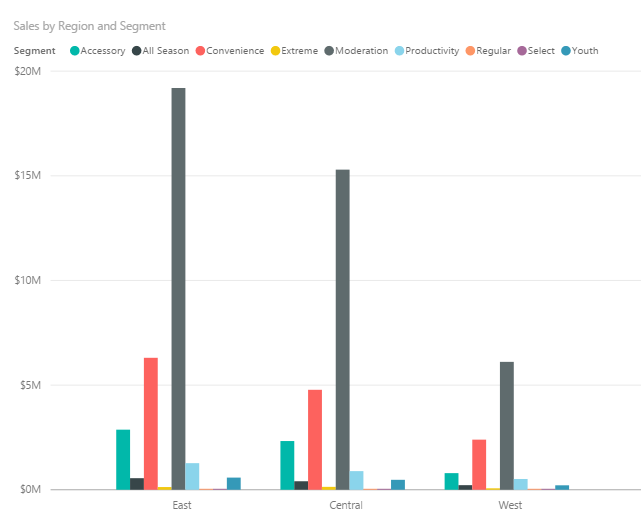 Sales by Region and Segment
Segment Accessory All Season Convenience Extreme Moderation Productivity Regular Select Youth
$20M
$15M
$10M
$5M
$0M
East Central West